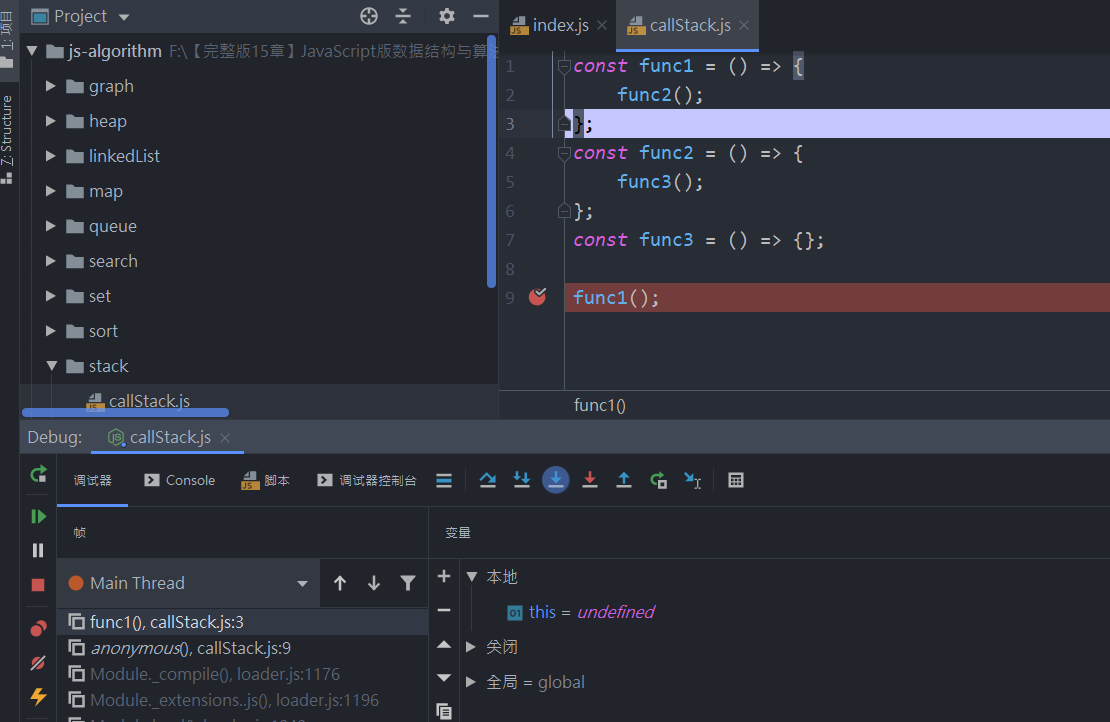 1: 项目
Z: Structure
Project
js-algorithm F:\【完整版15章】JavaScript版数据结构与算法
graph
heap
linkedList
map
queue
search
set
sort
stack
callStack.js
index.js
callStack.js
1 const func1 = () => {
2 func2();
3 };
4 const func2 = () => {
5 func3();
6 };
7 const func3 = () => {};
8
9 func1();
func1()
Debug: callStack.js
调试器 Console 脚本 调试器控制台
帧
变量
Main Thread
func1(), callStack.js:3
anonymous(), callStack.js:9
Module._compile(), loader.js:1176
Module._extensions..js(), loader.js:1196
本地
this = undefined
关闭
全局 = global